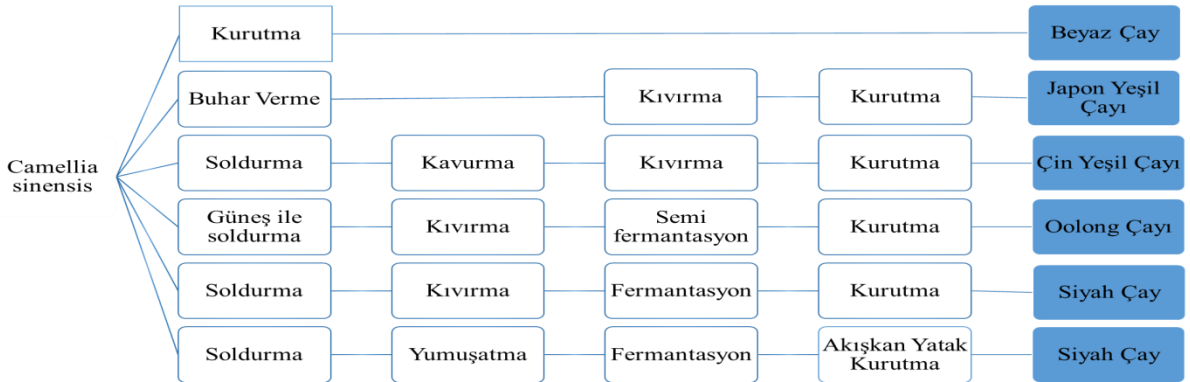 Camellia
sinensis
Kurutma
Beyaz Çay
Buhar Verme
Kıvırma
Kurutma
Japon Yeşil
Çayı
Soldurma
Kavurma
Kıvırma
Kurutma
Çin Yeşil Çayı
Güneş ile
soldurma
Kıvırma
Semi
fermantasyon
Kurutma
Oolong Çayı
Soldurma
Kıvırma
Fermantasyon
Kurutma
Siyah Çay
Soldurma
Yumuşatma
Fermantasyon
Akışkan Yatak
Kurutma
Siyah Çay